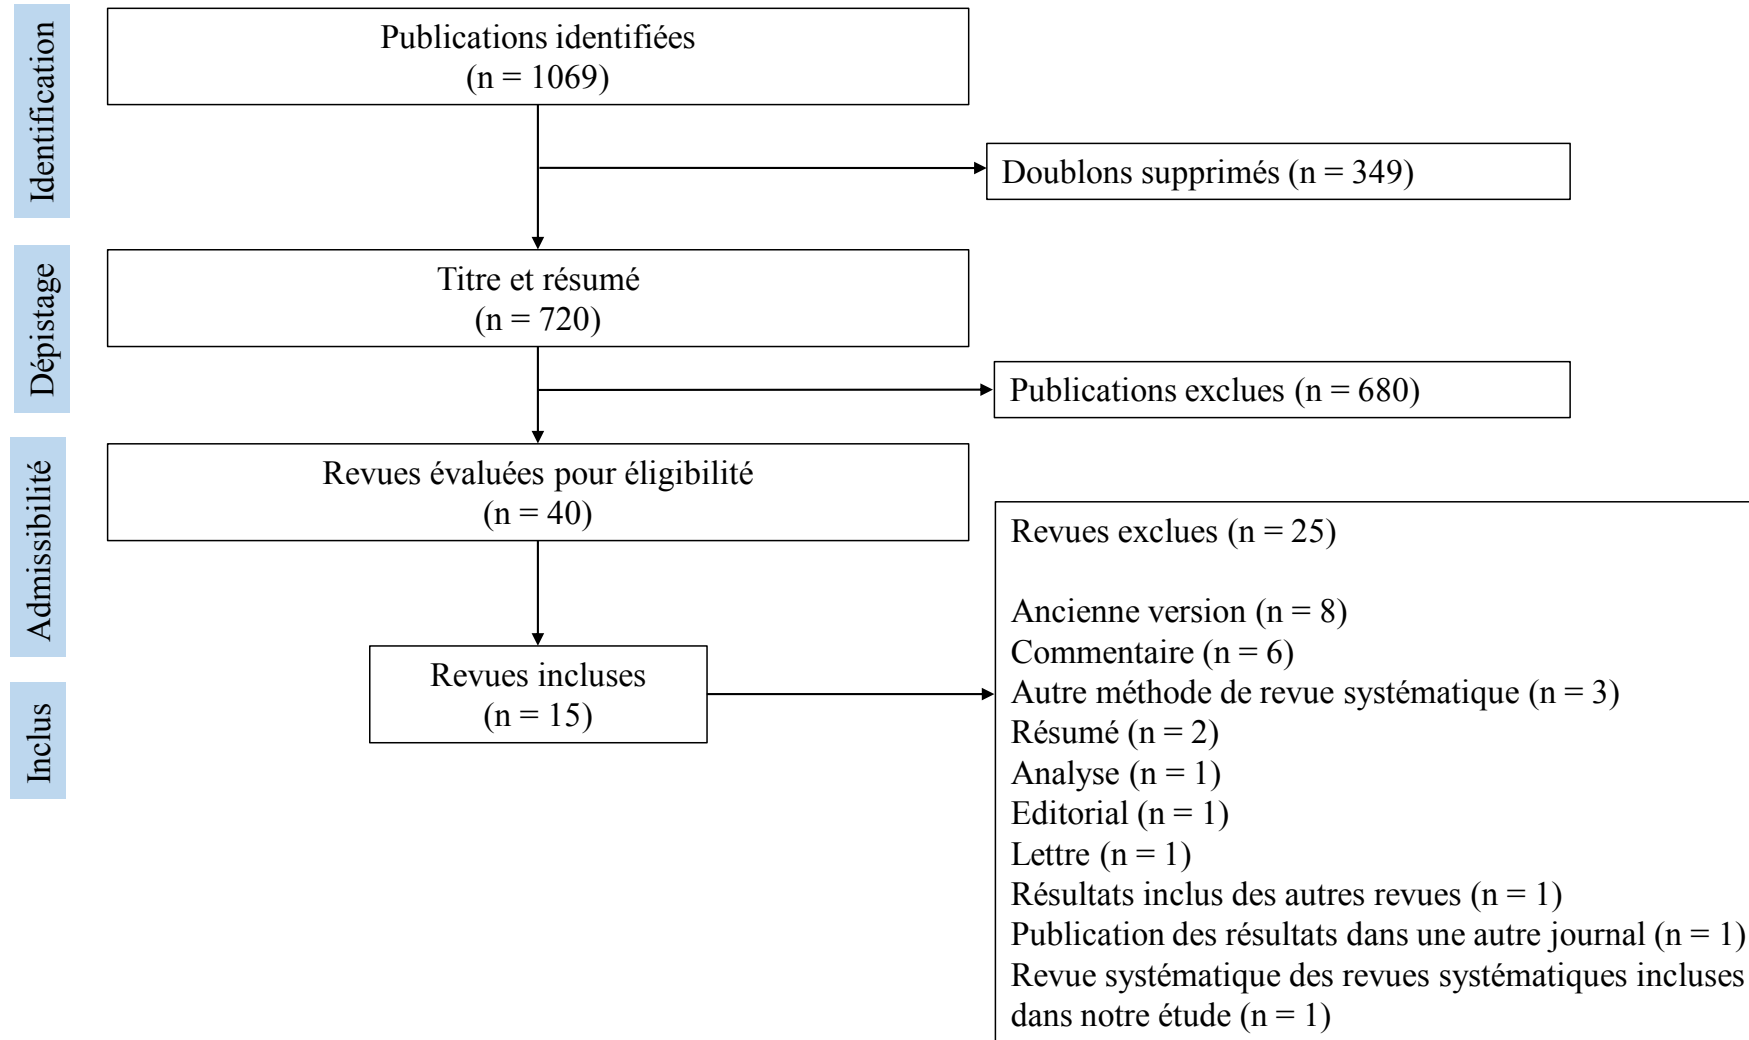 Identification
Publications identifiées
(n = 1069)
Doublons supprimés (n = 349)
Dépistage
Titre et résumé
(n = 720)
Publications exclues (n = 680)
Admissibilité
Revues évaluées pour éligibilité
(n = 40)
Revues exclues (n = 25)
Ancienne version (n = 8)
Commentaire (n = 6)
Autre méthode de revue systématique (n = 3)
Résumé (n = 2)
Analyse (n = 1)
Editorial (n = 1)
Lettre (n = 1)
Résultats inclus des autres revues (n = 1)
Publication des résultats dans une autre journal (n = 1)
Revue systématique des revues systématiques incluses
dans notre étude (n = 1)
Inclus
Revues incluses
(n = 15)